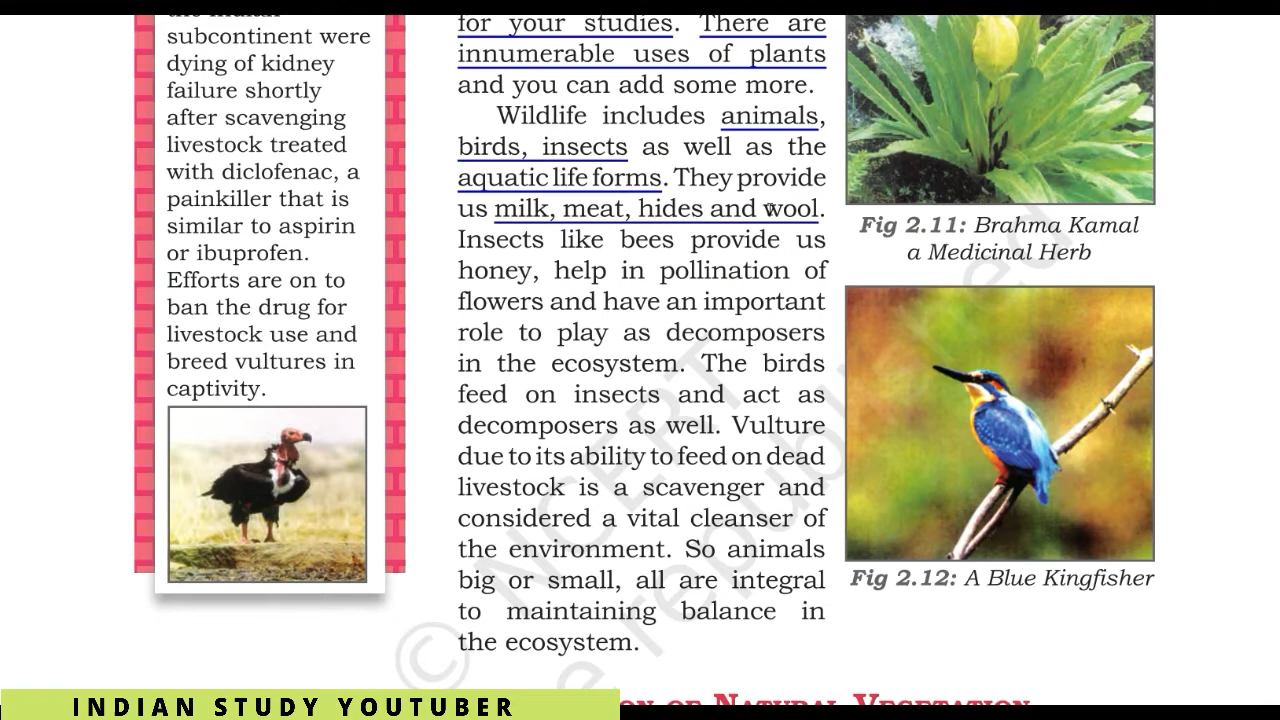 subcontinent were
dying of kidney
failure shortly
after scavenging
livestock treated
with diclofenac, a
painkiller that is
similar to aspirin
or ibuprofen.
Efforts are on to
ban the drug for
livestock use and
breed vultures in
captivity.
for your studies. There are
innumerable uses of plants
and you can add some more.
Wildlife includes animals,
birds, insects as well as the
aquatic life forms. They provide
us milk, meat, hides and wool.
Insects like bees provide us
honey, help in pollination of
flowers and have an important
role to play as decomposers
in the ecosystem. The birds
feed on insects and act as
decomposers as well. Vulture
due to its ability to feed on dead
livestock is a scavenger and
considered a vital cleanser of
the environment. So animals
big or small, all are integral
to maintaining balance in
the ecosystem.
Fig 2.11: Brahma Kamal
a Medicinal Herb
Fig 2.12: A Blue Kingfisher
© NCERT
be republished
ON OF NATURAL VEGETATION
INDIAN STUDY YOUTUBER